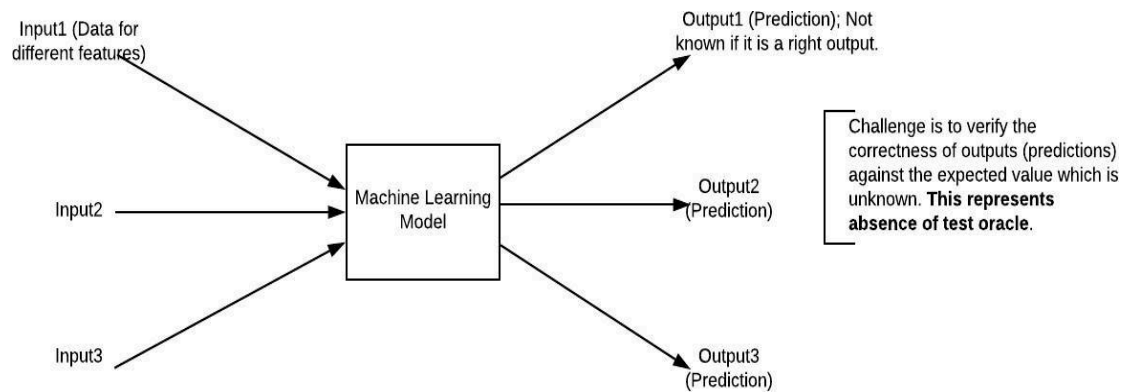 Input1 (Data for
different features)
Output1 (Prediction); Not
known if it is a right output.
Challenge is to verify the
correctness of outputs (predictions)
against the expected value which is
unknown. This represents
absence of test oracle.
Input2
Machine Learning
Model
Output2
(Prediction)
Input3
Output3
(Prediction)